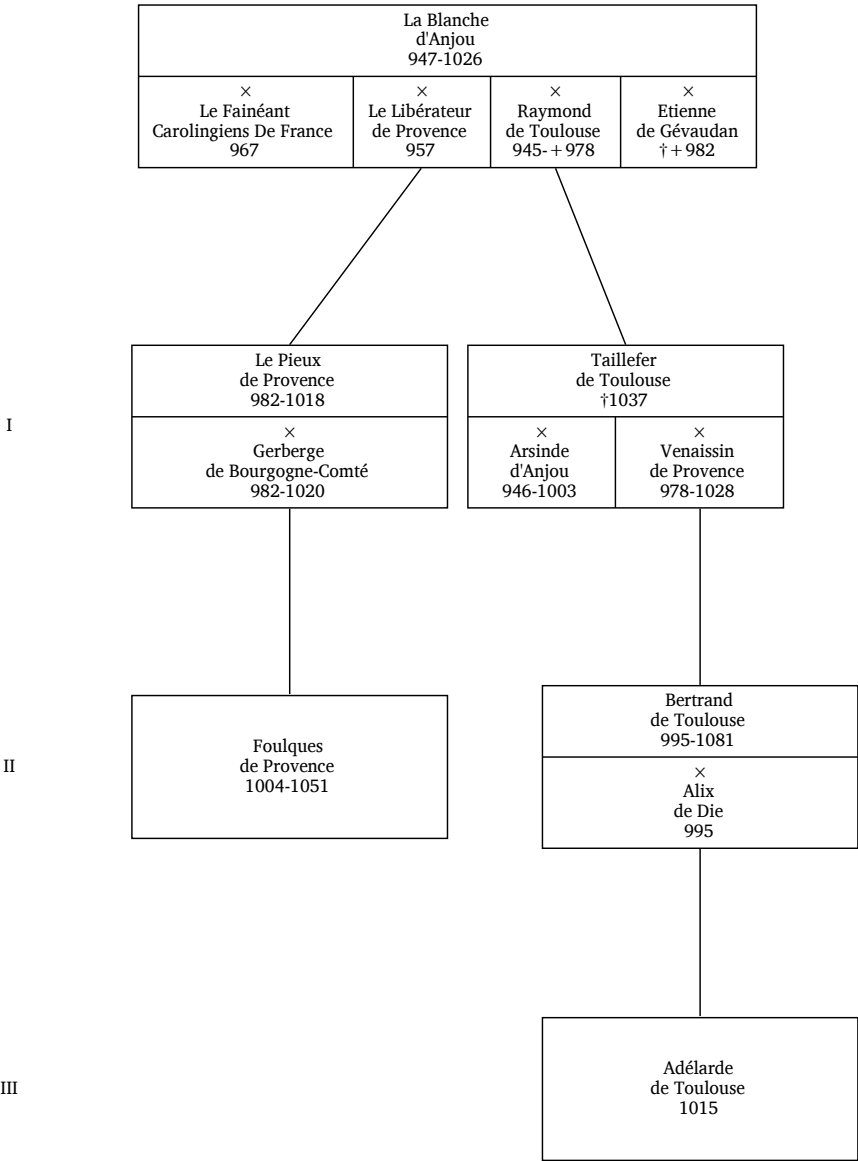 La Blanche
d'Anjou
947-1026
×
Le Fainéant
Carolingiens De France
967
×
Le Libérateur
de Provence
957
×
Raymond
de Toulouse
945-+978
×
Etienne
de Gévaudan
†+982
I
Le Pieux
de Provence
982-1018
×
Gerberge
de Bourgogne-Comté
982-1020
Taillefer
de Toulouse
†1037
×
Arsinde
d'Anjou
946-1003
×
Venaissin
de Provence
978-1028
II
Foulques
de Provence
1004-1051
Bertrand
de Toulouse
995-1081
×
Alix
de Die
995
III
Adélarde
de Toulouse
1015